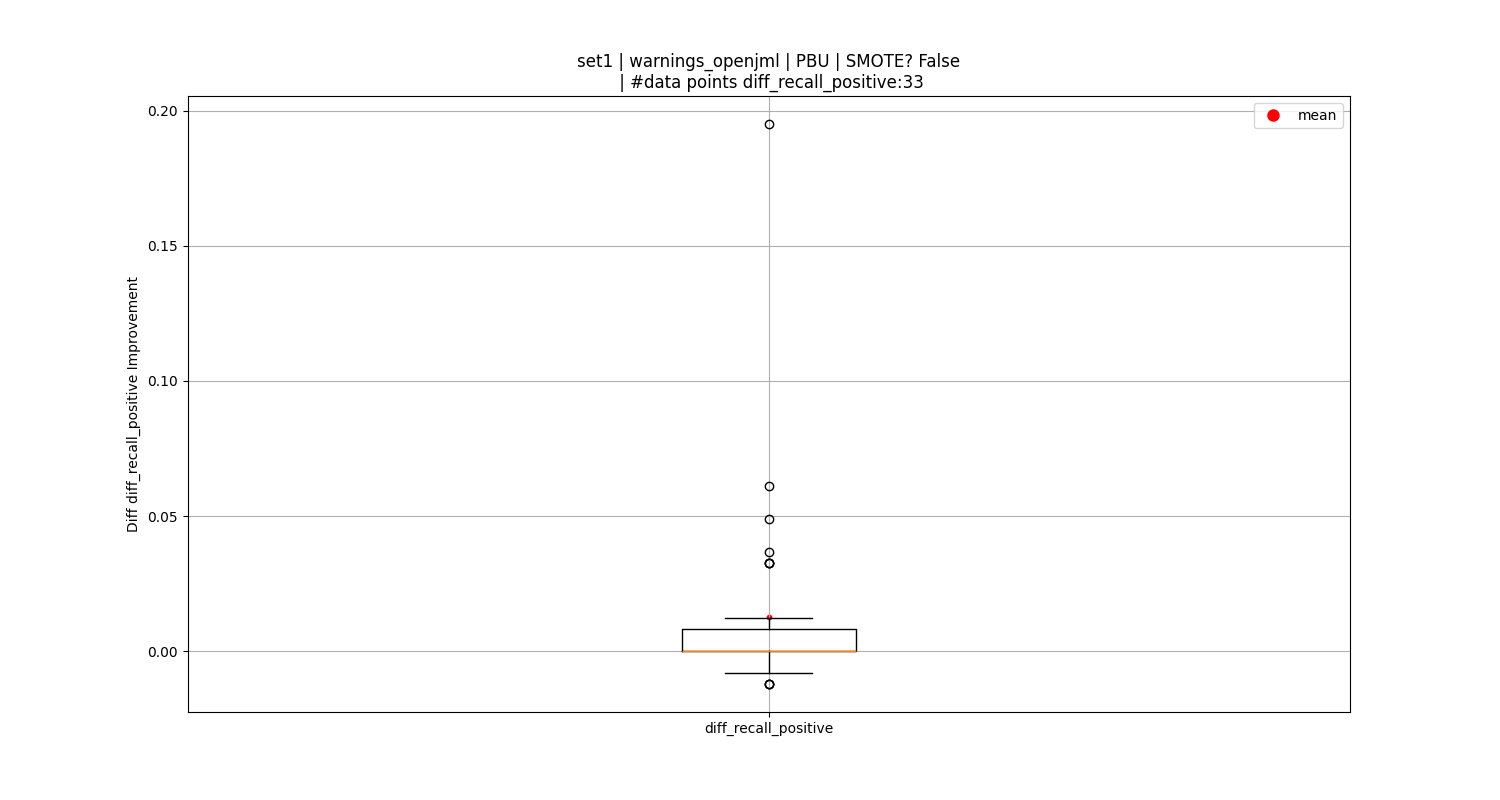 set1 | warnings_openjml | PBU | SMOTE? False
| #data points diff_recall_positive:33
mean
Diff diff_recall_positive Improvement
0.20
0.15
0.10
0.05
0.00
diff_recall_positive